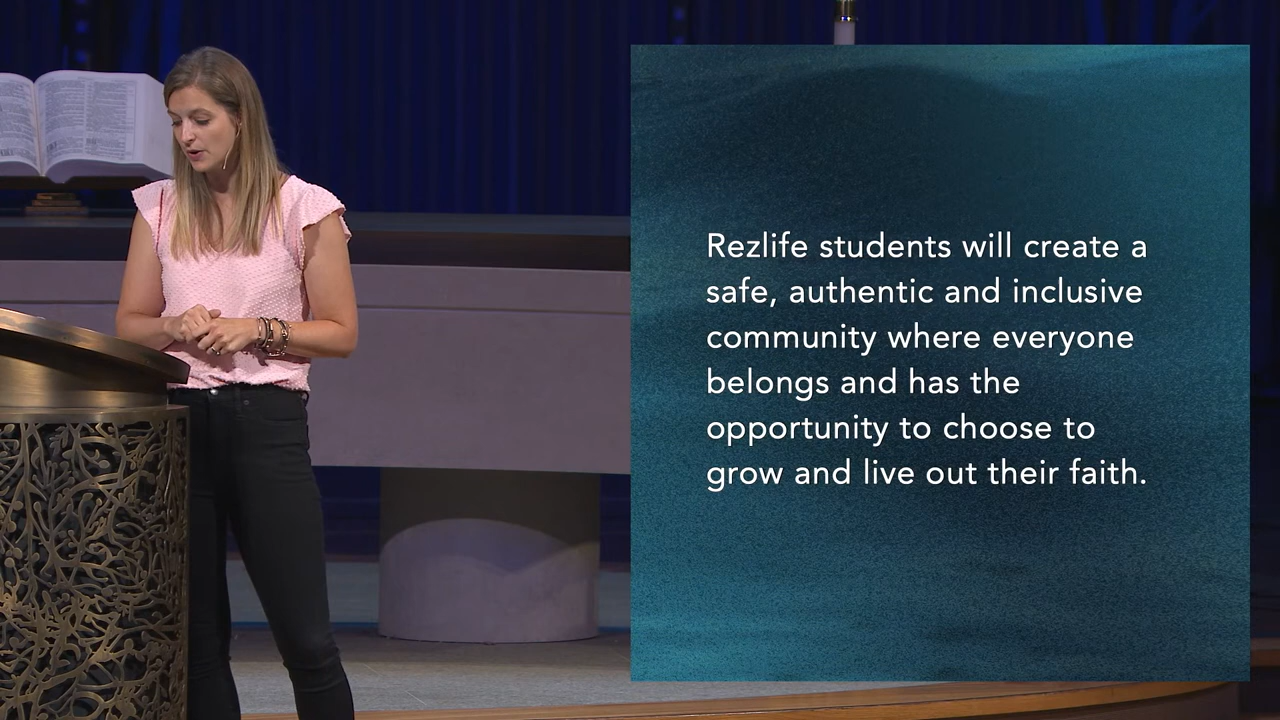 Rezlife students will create a
safe, authentic and inclusive
community where everyone
belongs and has the
opportunity to choose to
grow and live out their faith.